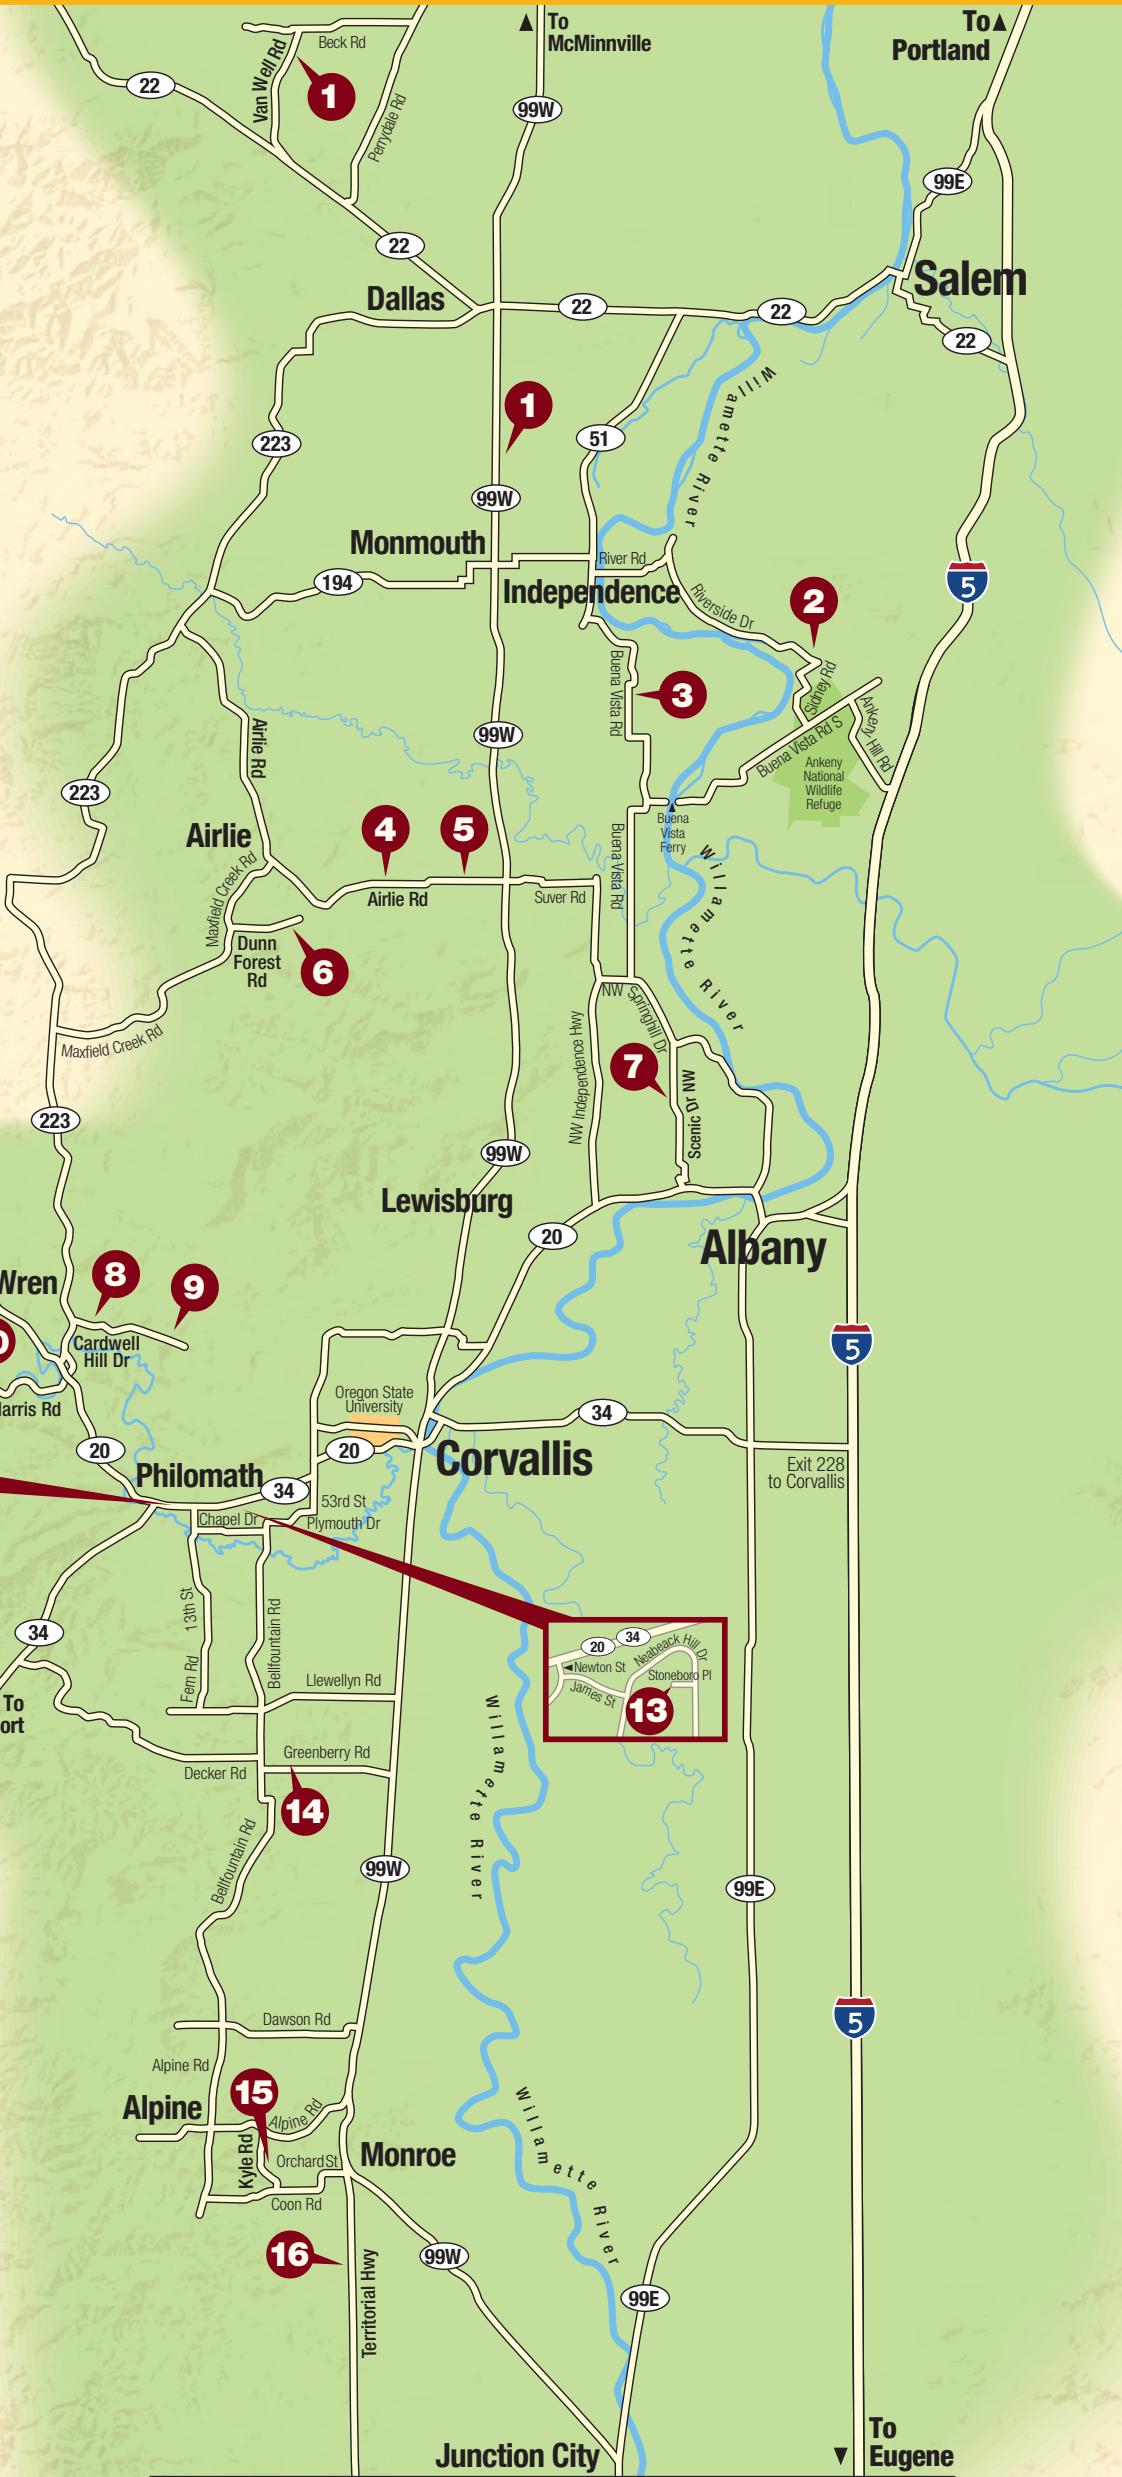 To
McMinnville
To
Portland
Beck Rd
Van Well Rd
22
1
Perrydale Rd
99W
99E
22
Salem
Dallas
22
22
22
Willamette River
1
51
223
99W
Monmouth
River Rd
194
Independence
5
2
Riverside Dr
Buena Vista Rd
3
Sidney Rd
Ankeny Hill Rd
Buena Vista Rd S
Airlie Rd
99W
Ankeny
National
Wildlife
Refuge
223
Buena
Vista
Ferry
4
5
Airlie
Buena Vista Rd
Willamette River
Maxfield Creek Rd
Airlie Rd
Suver Rd
Dunn
Forest
Rd
6
NW
Springhill Dr
Maxfield Creek Rd
NW Independence Hwy
7
Scenic Dr NW
223
99W
Lewisburg
20
Albany
Wren
8
9
Cardwell
Hill Dr
5
Oregon State
University
arris Rd
34
20
20
Corvallis
Philomath
34
Exit 228
to Corvallis
53rd St
Chapel Dr
Plymouth Dr
13th St
Bellfountain Rd
34
20
34
Neabeack Hill Dr
Newton St
Stoneboro Pl
James St
13
Fern Rd
Llewellyn Rd
To
ort
Willamette River
Greenberry Rd
Decker Rd
14
Bellfountain Rd
99W
99E
Dawson Rd
5
Alpine Rd
15
Alpine
Alpine Rd
Willamette River
Kyle Rd
Orchard St
Monroe
Coon Rd
16
99W
Territorial Hwy
99E
To
Eugene
Junction City